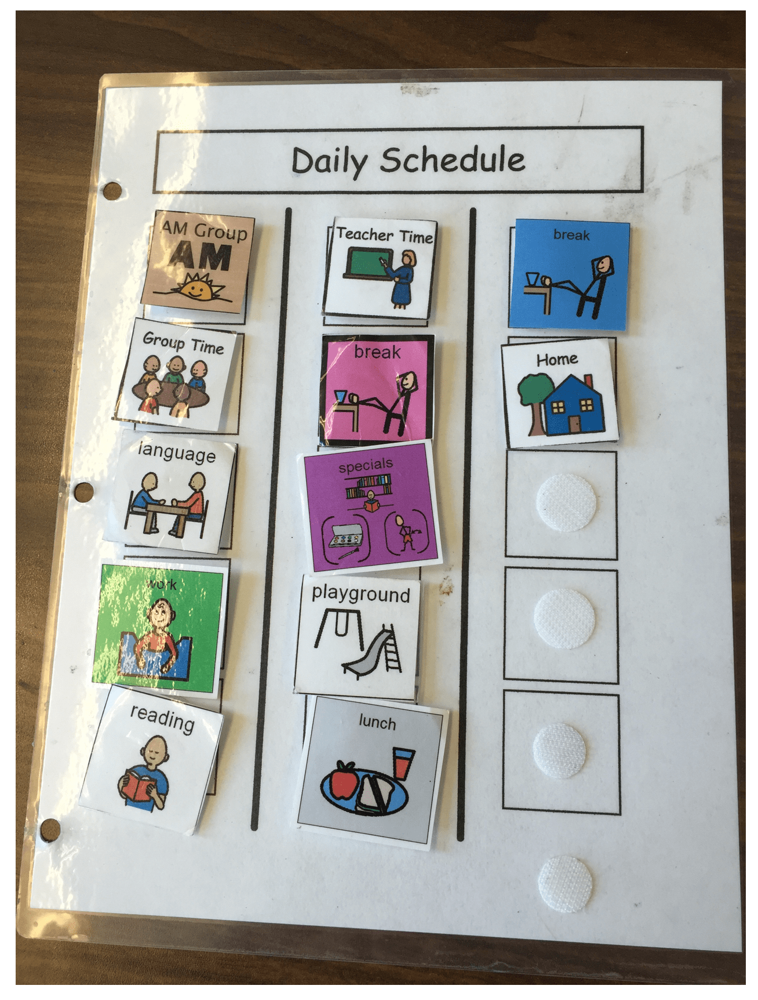 Daily Schedule
AM Group
AM
Group Time
language
work
reading
Teacher Time
break
specials
playground
lunch
break
Home